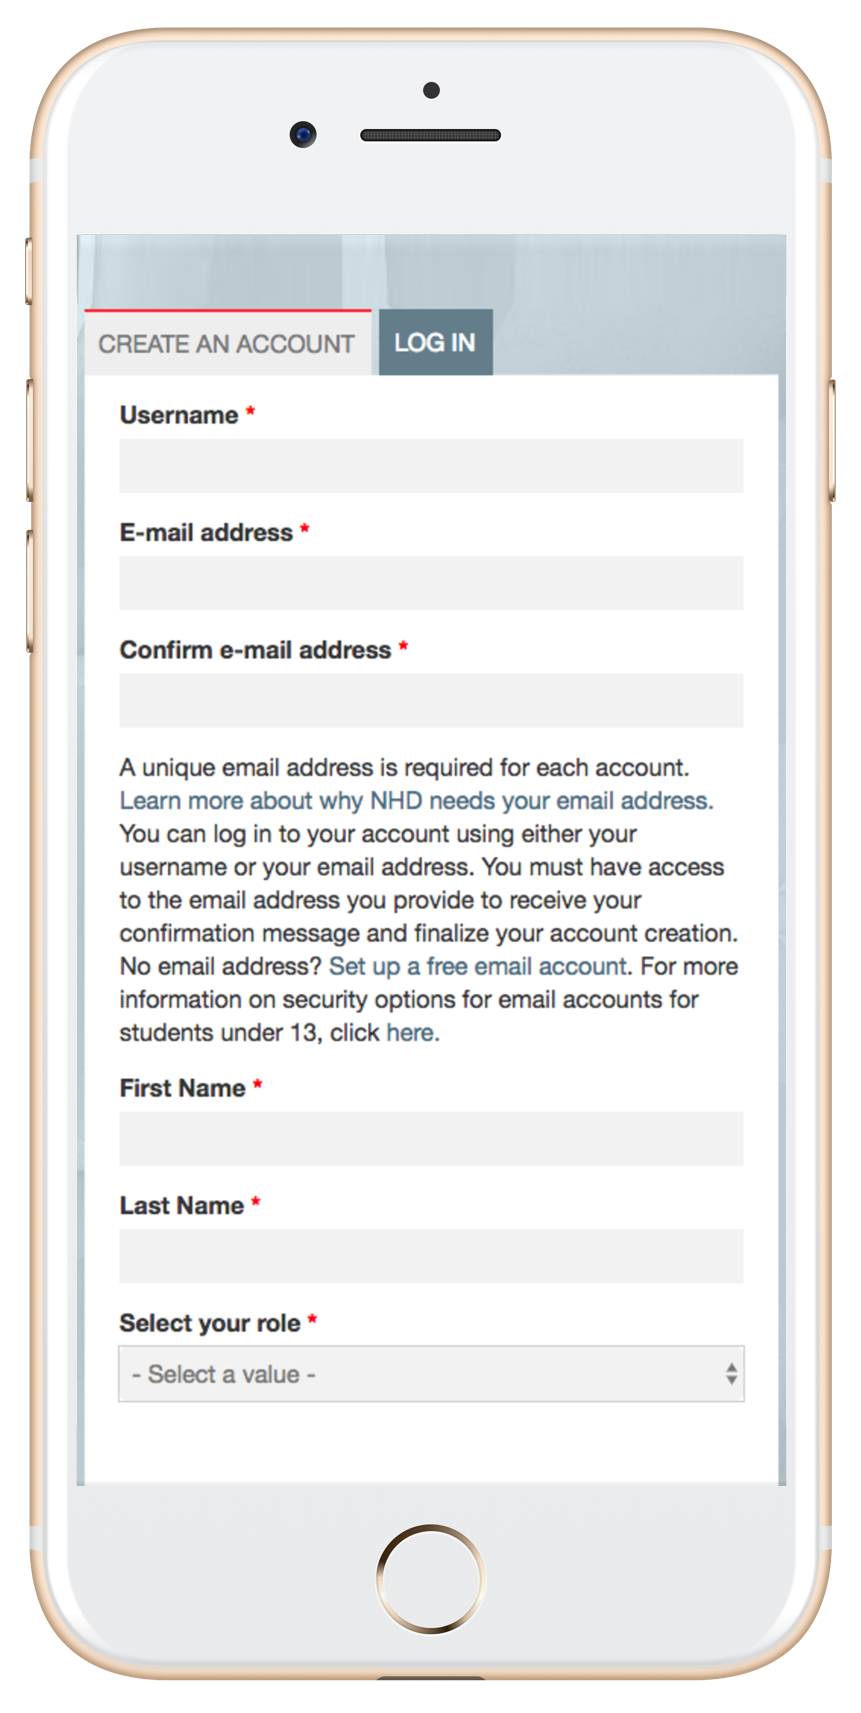 CREATE AN ACCOUNT LOG IN
Username *
E-mail address *
Confirm e-mail address *
A unique email address is required for each account.
Learn more about why NHD needs your email address.
You can log in to your account using either your
username or your email address. You must have access
to the email address you provide to receive your
confirmation message and finalize your account creation.
No email address? Set up a free email account. For more
information on security options for email accounts for
students under 13, click here.
First Name *
Last Name *
Select your role *
- Select a value -